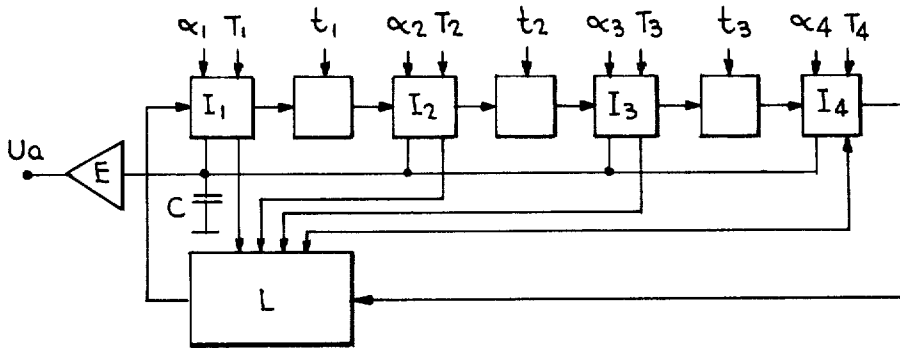 α₁ T₁ t₁ α₂ T₂ t₂ α₃ T₃ t₃ α₄ T₄
I₁ I₂ I₃ I₄
Ua
E
C
L